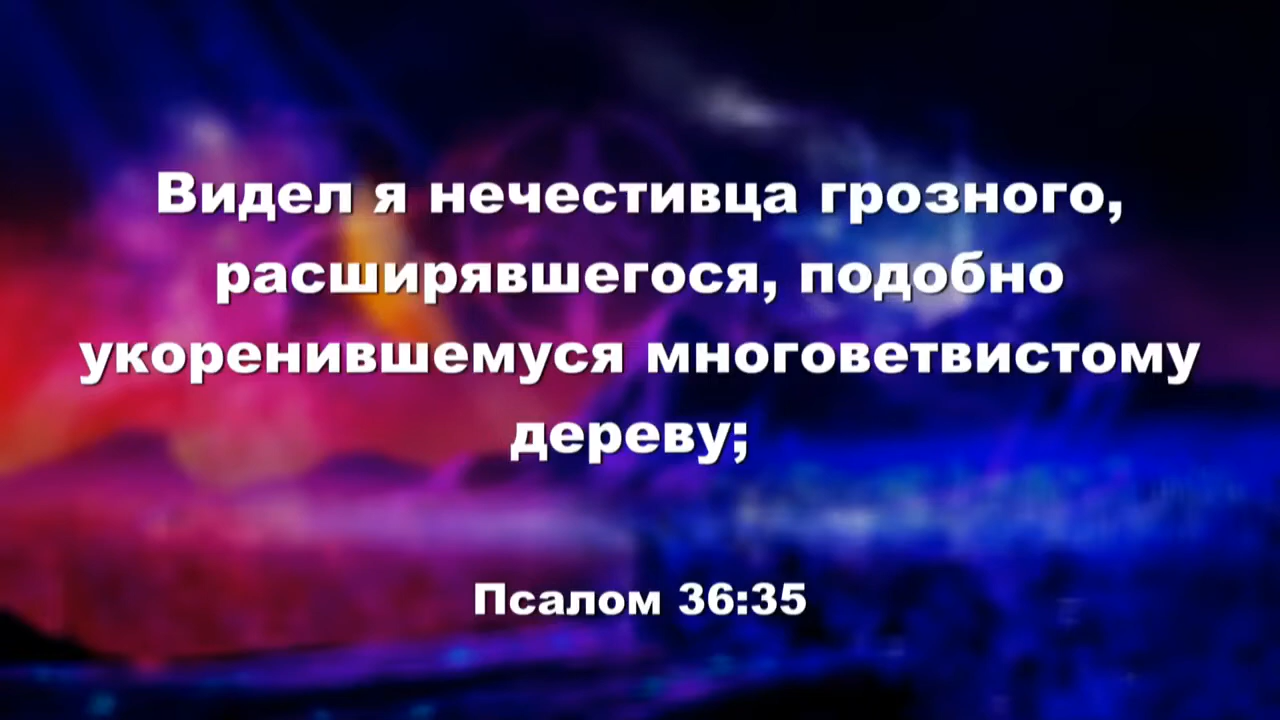 Видел я нечестивца грозного,
расширявшегося, подобно
укоренившемуся многоветвистому
дереву;
Псалом 36:35